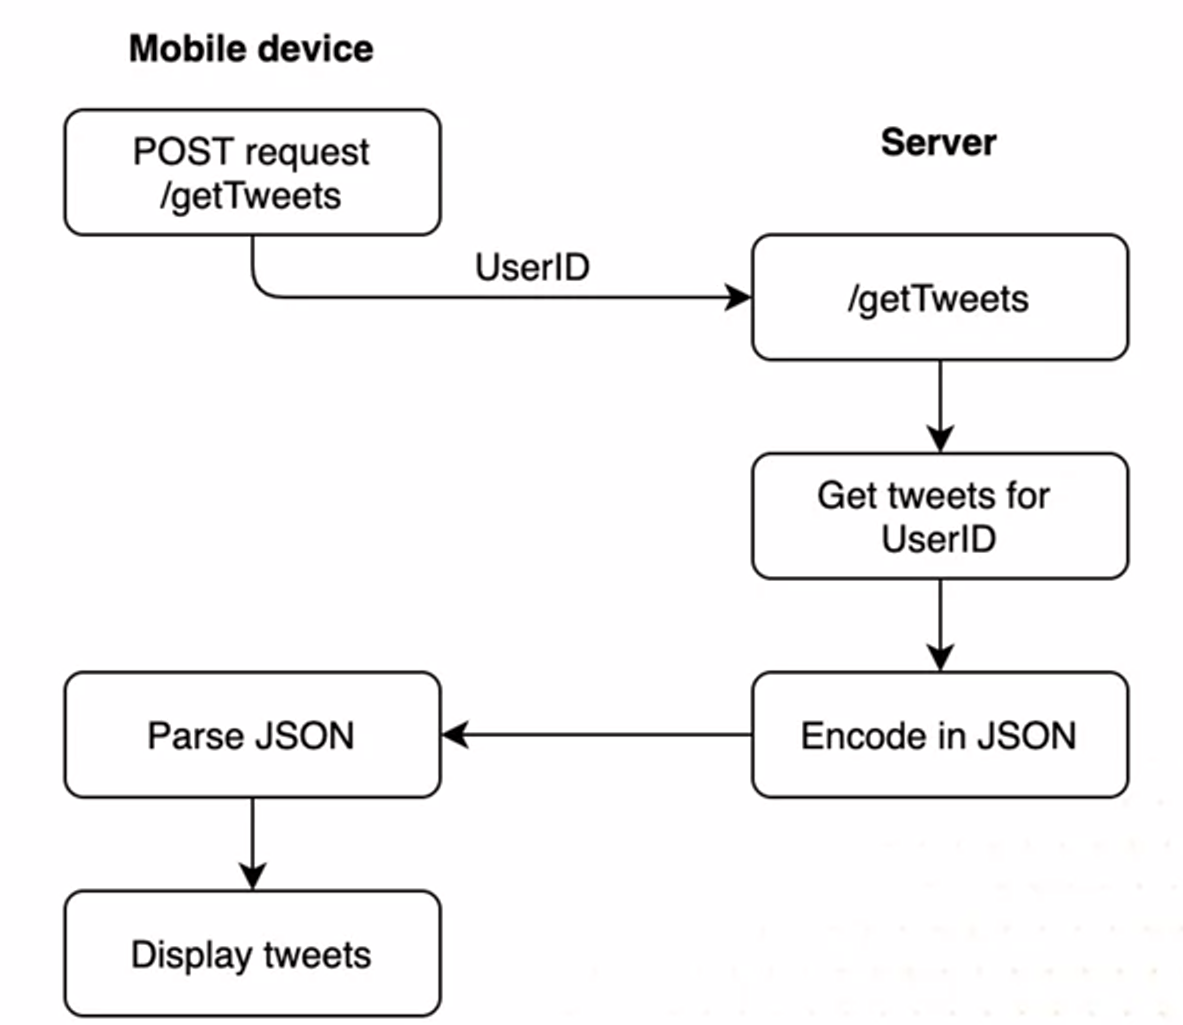 Mobile device
POST request
/getTweets
Server
UserID
/getTweets
Get tweets for
UserID
Encode in JSON
Parse JSON
Display tweets